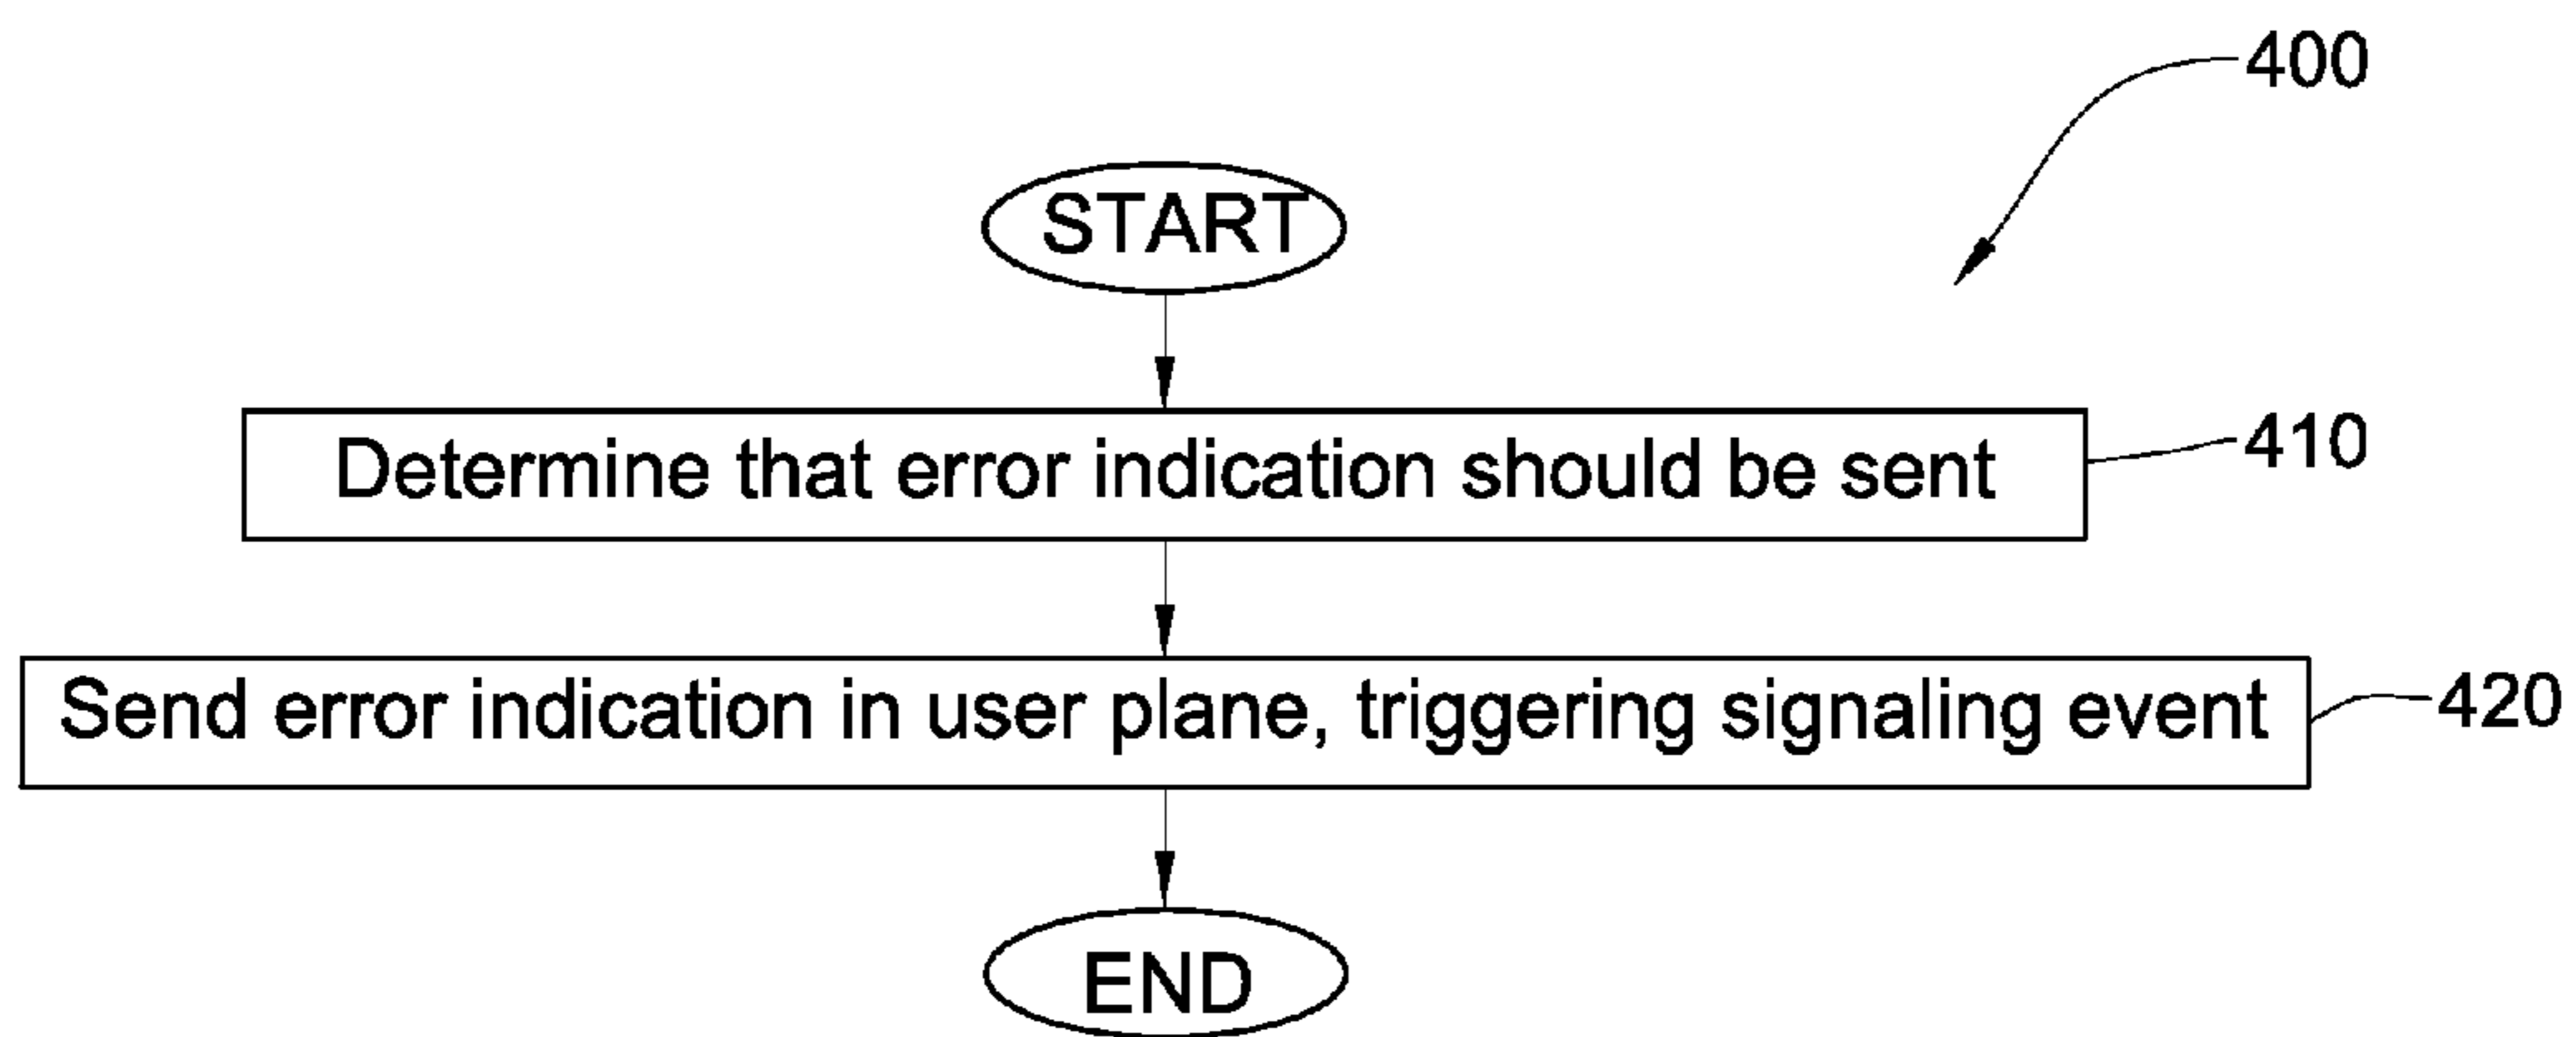 400
START
Determine that error indication should be sent
410
Send error indication in user plane, triggering signaling event
420
END